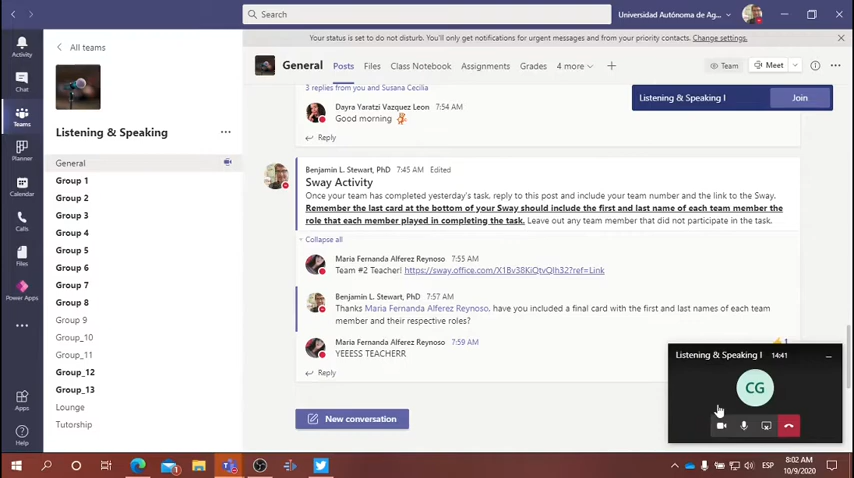 Search
Universidad Autónoma de Ag...
Your status is set to do not disturb. You'll only get notifications for urgent messages and from your priority contacts. Change settings.
Activity
Chat
Teams
Planner
Calendar
Calls
Files
Power Apps
Apps
Help
All teams
Listening & Speaking
General
Group 1
Group 2
Group 3
Group 4
Group 5
Group 6
Group 7
Group 8
Group 9
Group_10
Group_11
Group_12
Group_13
Lounge
Tutorship
General Posts Files Class Notebook Assignments Grades 4 more Team Meet
Listening & Speaking I Join
3 replies from you and Susana Cecilia
Dayra Yaratzi Vazquez Leon 7:54 AM
Good morning
Reply
Benjamin L. Stewart, PhD 7:45 AM Edited
Sway Activity
Once your team has completed yesterday's task, reply to this post and include your team number and the link to the Sway.
Remember the last card at the bottom of your Sway should include the first and last name of each team member the
role that each member played in completing the task. Leave out any team member that did not participate in the task.
Collapse all
Maria Fernanda Alferez Reynoso 7:55 AM
Team #2 Teacher! https://sway.office.com/X1Bv38KiQtvQlh32?ref=Link
Benjamin L. Stewart, PhD 7:57 AM
Thanks Maria Fernanda Alferez Reynoso, have you included a final card with the first and last names of each team
member and their respective roles?
Maria Fernanda Alferez Reynoso 7:59 AM
YEEESS TEACHERR
1
Reply
New conversation
Listening & Speaking I 14:41
CG
ESP
8:02 AM
10/9/2020